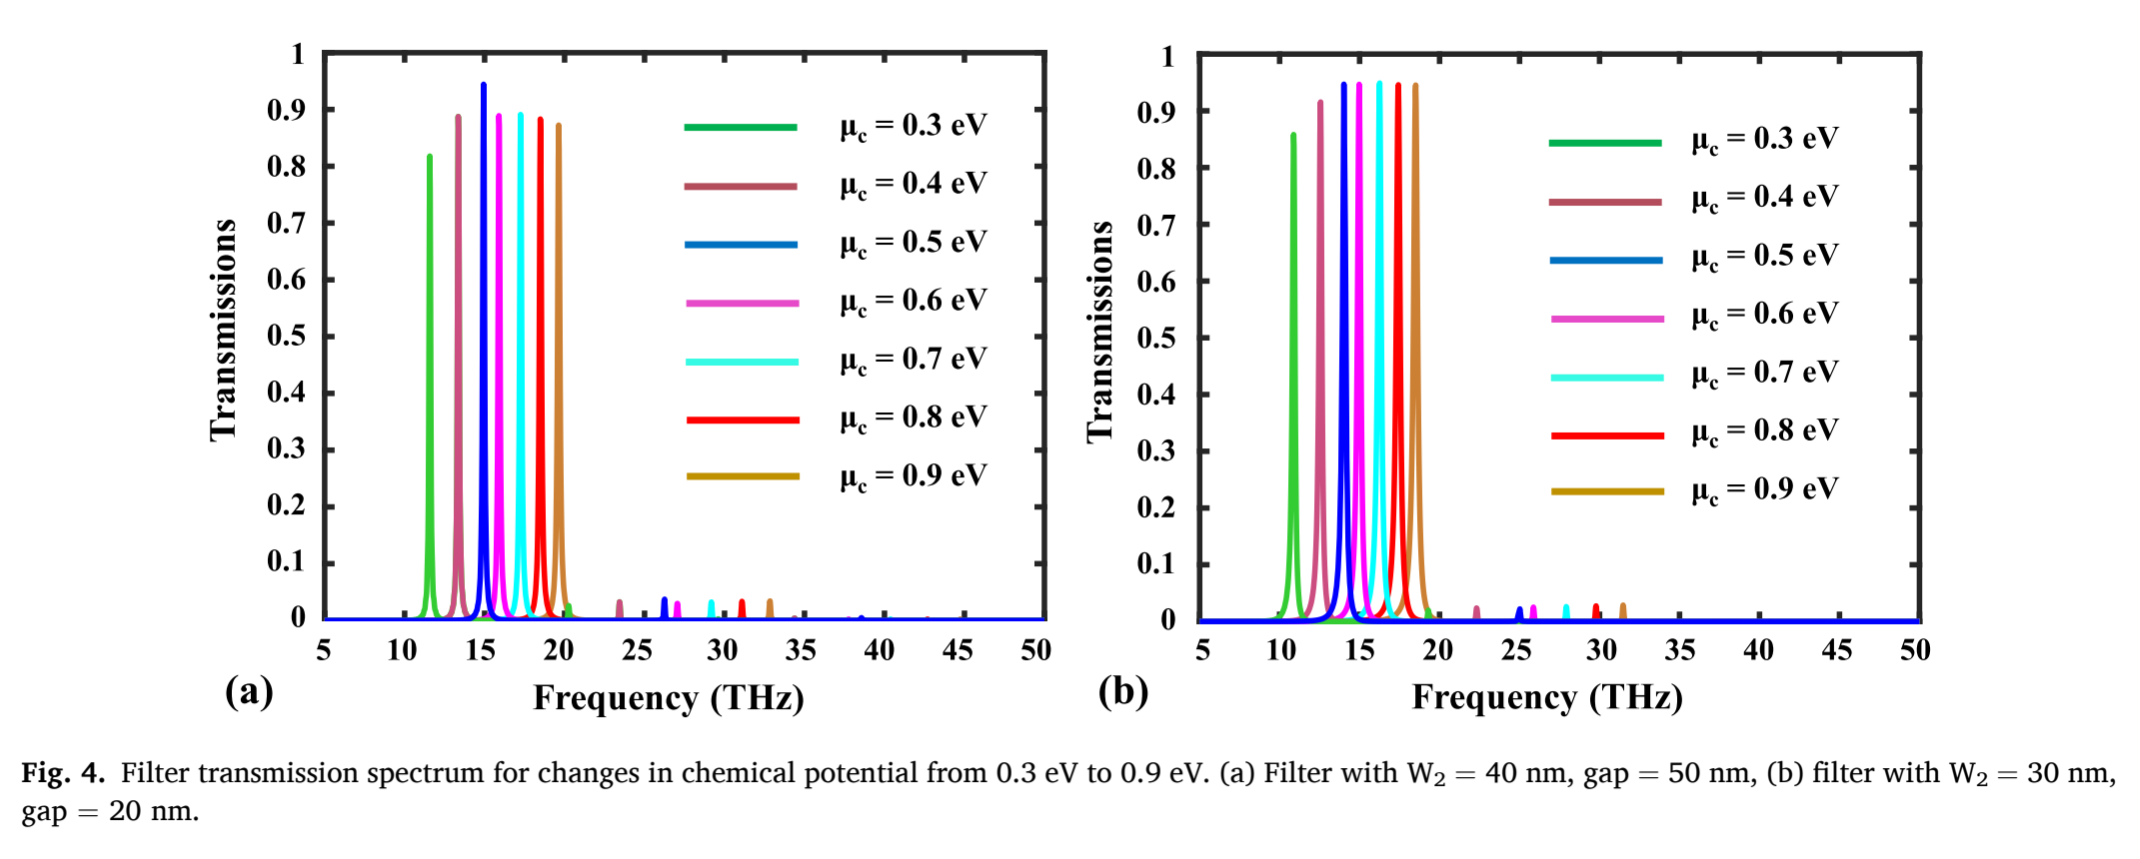 1
0.9
0.8
0.7
0.6
0.5
0.4
0.3
0.2
0.1
0
Transmissions
μc = 0.3 eV
μc = 0.4 eV
μc = 0.5 eV
μc = 0.6 eV
μc = 0.7 eV
μc = 0.8 eV
μc = 0.9 eV
5 10 15 20 25 30 35 40 45 50
(a) Frequency (THz)
1
0.9
0.8
0.7
0.6
0.5
0.4
0.3
0.2
0.1
0
Transmissions
μc = 0.3 eV
μc = 0.4 eV
μc = 0.5 eV
μc = 0.6 eV
μc = 0.7 eV
μc = 0.8 eV
μc = 0.9 eV
5 10 15 20 25 30 35 40 45 50
(b) Frequency (THz)
Fig. 4. Filter transmission spectrum for changes in chemical potential from 0.3 eV to 0.9 eV. (a) Filter with W2 = 40 nm, gap = 50 nm, (b) filter with W2 = 30 nm,
gap = 20 nm.